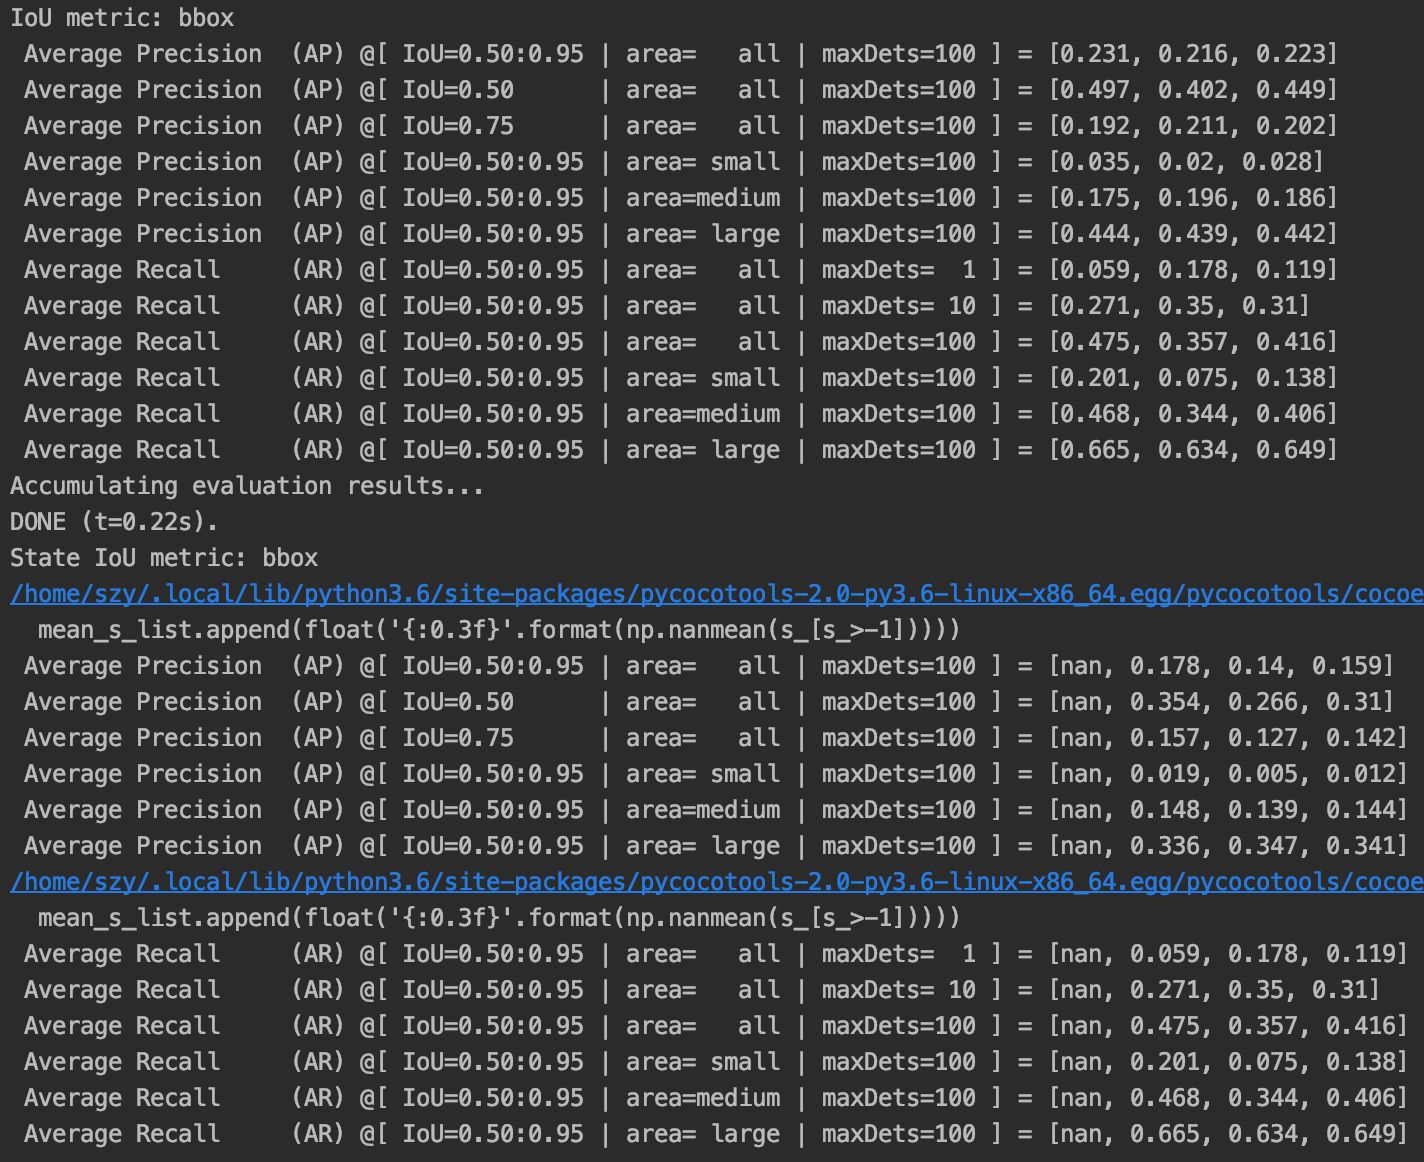 IoU metric: bbox
 Average Precision  (AP) @[ IoU=0.50:0.95 | area=   all | maxDets=100 ] = [0.231, 0.216, 0.223]
 Average Precision  (AP) @[ IoU=0.50      | area=   all | maxDets=100 ] = [0.497, 0.402, 0.449]
 Average Precision  (AP) @[ IoU=0.75      | area=   all | maxDets=100 ] = [0.192, 0.211, 0.202]
 Average Precision  (AP) @[ IoU=0.50:0.95 | area= small | maxDets=100 ] = [0.035, 0.02, 0.028]
 Average Precision  (AP) @[ IoU=0.50:0.95 | area=medium | maxDets=100 ] = [0.175, 0.196, 0.186]
 Average Precision  (AP) @[ IoU=0.50:0.95 | area= large | maxDets=100 ] = [0.444, 0.439, 0.442]
 Average Recall     (AR) @[ IoU=0.50:0.95 | area=   all | maxDets=  1 ] = [0.059, 0.178, 0.119]
 Average Recall     (AR) @[ IoU=0.50:0.95 | area=   all | maxDets= 10 ] = [0.271, 0.35, 0.31]
 Average Recall     (AR) @[ IoU=0.50:0.95 | area=   all | maxDets=100 ] = [0.475, 0.357, 0.416]
 Average Recall     (AR) @[ IoU=0.50:0.95 | area= small | maxDets=100 ] = [0.201, 0.075, 0.138]
 Average Recall     (AR) @[ IoU=0.50:0.95 | area=medium | maxDets=100 ] = [0.468, 0.344, 0.406]
 Average Recall     (AR) @[ IoU=0.50:0.95 | area= large | maxDets=100 ] = [0.665, 0.634, 0.649]
Accumulating evaluation results...
DONE (t=0.22s).
State IoU metric: bbox
/home/szy/.local/lib/python3.6/site-packages/pycocotools-2.0-py3.6-linux-x86_64.egg/pycocotools/cocoe
  mean_s_list.append(float('{:0.3f}'.format(np.nanmean(s_[s_>-1]))))
 Average Precision  (AP) @[ IoU=0.50:0.95 | area=   all | maxDets=100 ] = [nan, 0.178, 0.14, 0.159]
 Average Precision  (AP) @[ IoU=0.50      | area=   all | maxDets=100 ] = [nan, 0.354, 0.266, 0.31]
 Average Precision  (AP) @[ IoU=0.75      | area=   all | maxDets=100 ] = [nan, 0.157, 0.127, 0.142]
 Average Precision  (AP) @[ IoU=0.50:0.95 | area= small | maxDets=100 ] = [nan, 0.019, 0.005, 0.012]
 Average Precision  (AP) @[ IoU=0.50:0.95 | area=medium | maxDets=100 ] = [nan, 0.148, 0.139, 0.144]
 Average Precision  (AP) @[ IoU=0.50:0.95 | area= large | maxDets=100 ] = [nan, 0.336, 0.347, 0.341]
/home/szy/.local/lib/python3.6/site-packages/pycocotools-2.0-py3.6-linux-x86_64.egg/pycocotools/cocoe
  mean_s_list.append(float('{:0.3f}'.format(np.nanmean(s_[s_>-1]))))
 Average Recall     (AR) @[ IoU=0.50:0.95 | area=   all | maxDets=  1 ] = [nan, 0.059, 0.178, 0.119]
 Average Recall     (AR) @[ IoU=0.50:0.95 | area=   all | maxDets= 10 ] = [nan, 0.271, 0.35, 0.31]
 Average Recall     (AR) @[ IoU=0.50:0.95 | area=   all | maxDets=100 ] = [nan, 0.475, 0.357, 0.416]
 Average Recall     (AR) @[ IoU=0.50:0.95 | area= small | maxDets=100 ] = [nan, 0.201, 0.075, 0.138]
 Average Recall     (AR) @[ IoU=0.50:0.95 | area=medium | maxDets=100 ] = [nan, 0.468, 0.344, 0.406]
 Average Recall     (AR) @[ IoU=0.50:0.95 | area= large | maxDets=100 ] = [nan, 0.665, 0.634, 0.649]